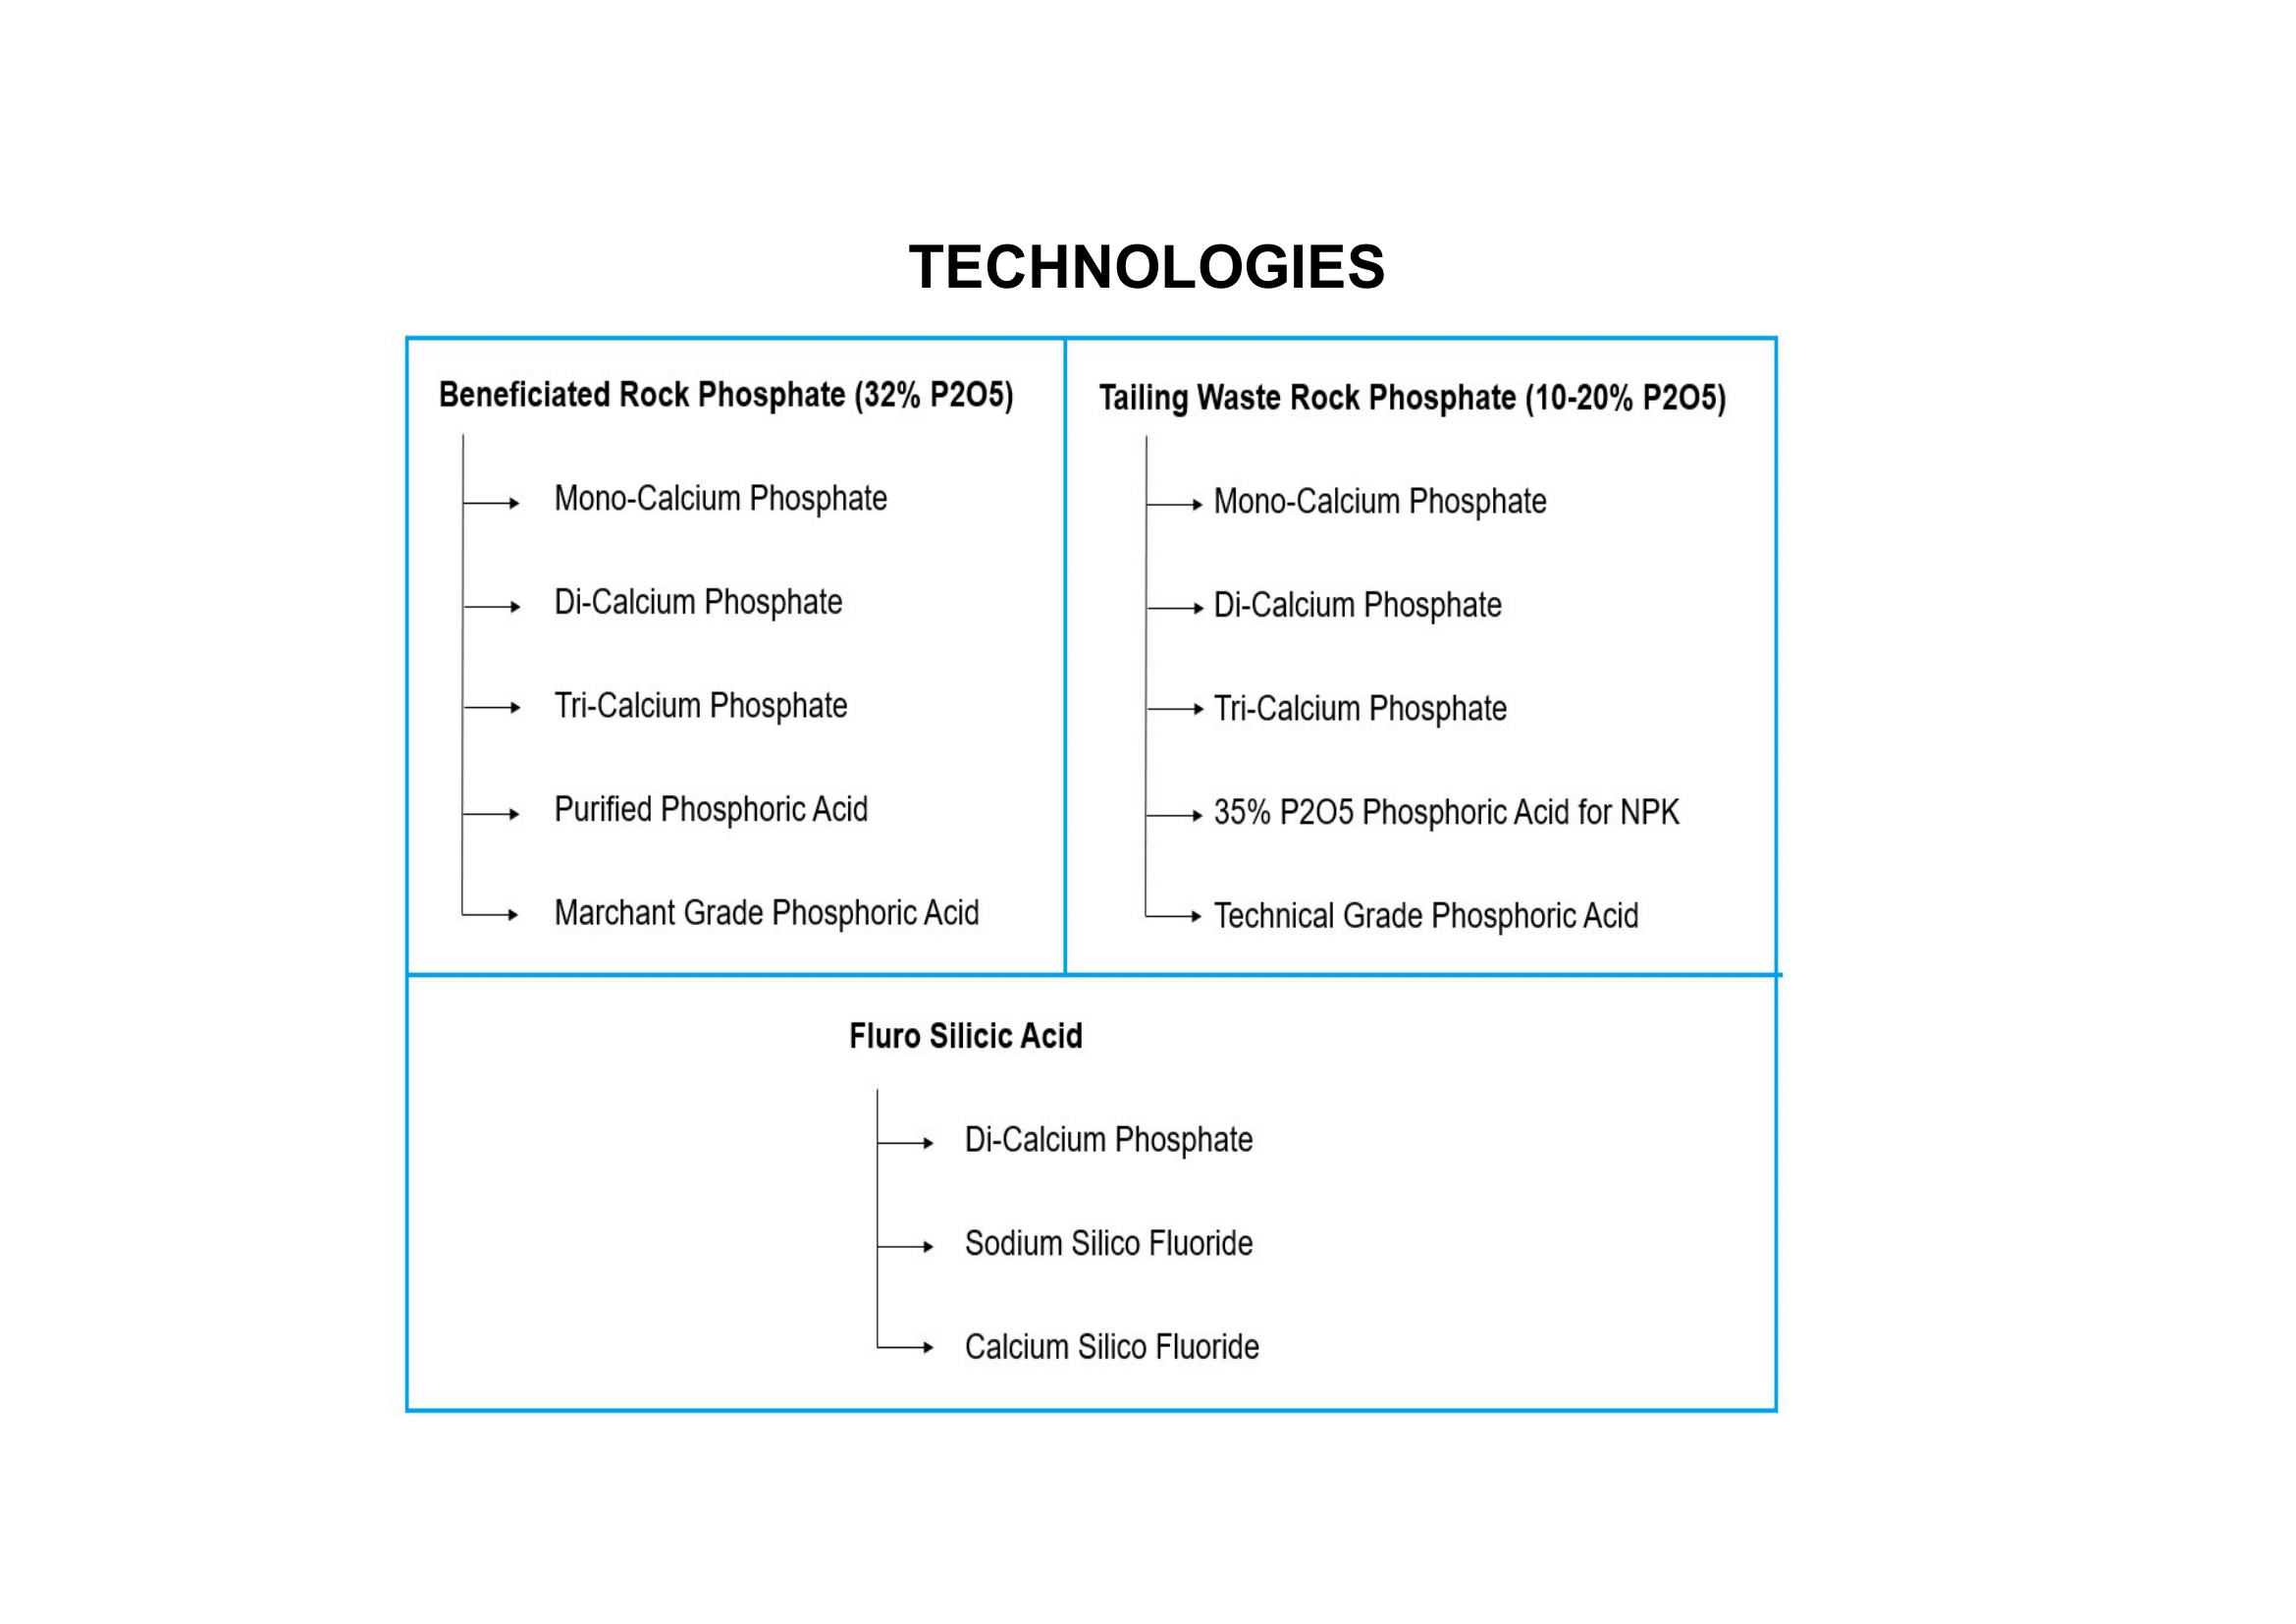 TECHNOLOGIES
Beneficiated Rock Phosphate (32% P2O5)
Mono-Calcium Phosphate
Di-Calcium Phosphate
Tri-Calcium Phosphate
Purified Phosphoric Acid
Marchant Grade Phosphoric Acid
Tailing Waste Rock Phosphate (10-20% P2O5)
Mono-Calcium Phosphate
Di-Calcium Phosphate
Tri-Calcium Phosphate
35% P2O5 Phosphoric Acid for NPK
Technical Grade Phosphoric Acid
Fluro Silicic Acid
Di-Calcium Phosphate
Sodium Silico Fluoride
Calcium Silico Fluoride